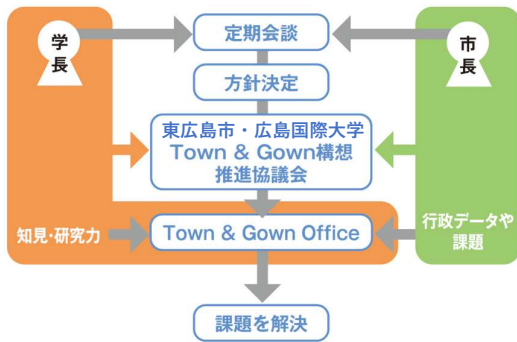 学長
定期会談
市長
方針決定
東広島市・広島国際大学
Town & Gown構想
推進協議会
知見・研究力
Town & Gown Office
行政データや
課題
課題を解決